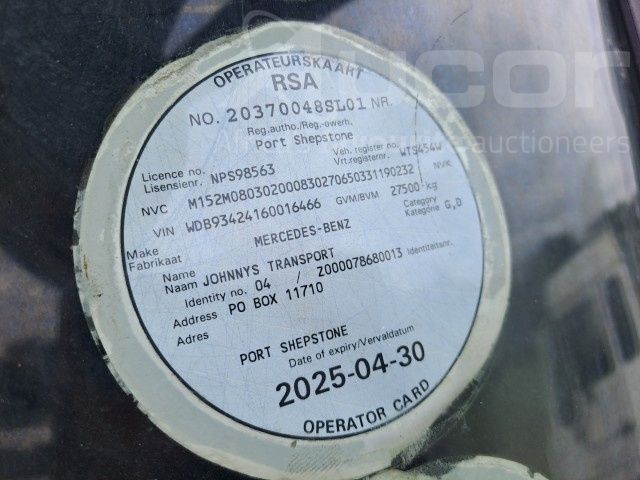 OPERATEURSKAART
RSA
NO. 20370048SL01 NR.
Reg.autho./Reg.-owerh.
Port Shepstone
Licence no. NPS98563 Veh. register no. WTS454W
Lisensienr. Vrt.registernr.
NVC M152M080302000830270650331190232 NVK
VIN WDB93424160016466 GVM/BVM 27500 kg
Make MERCEDES-BENZ Category G,D
Fabrikaat Kategorie
Name JOHNNYS TRANSPORT
Naam
Identity no. 04 / Z000078680013 Identiteitsnr.
Address PO BOX 11710
Adres
PORT SHEPSTONE
Date of expiry/Vervaldatum
2025-04-30
OPERATOR CARD
auctioneers